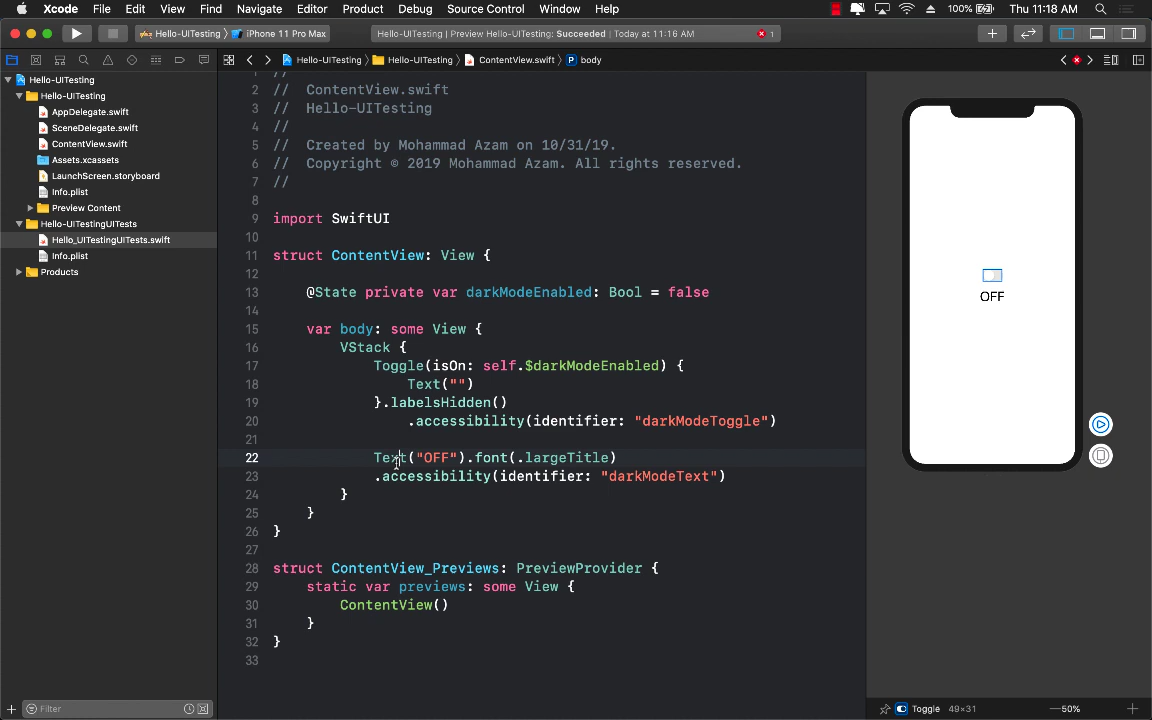 Xcode File Edit View Find Navigate Editor Product Debug Source Control Window Help 100% Thu 11:18 AM
Hello-UITesting iPhone 11 Pro Max Hello-UITesting | Preview Hello-UITesting: Succeeded | Today at 11:16 AM 1
Hello-UITesting Hello-UITesting ContentView.swift P body
Hello-UITesting
Hello-UITesting
AppDelegate.swift
SceneDelegate.swift
ContentView.swift
Assets.xcassets
LaunchScreen.storyboard
Info.plist
Preview Content
Hello-UITestingUITests
Hello_UITestingUITests.swift
Info.plist
Products
Filter
1 //
2 // ContentView.swift
3 // Hello-UITesting
4 //
5 // Created by Mohammad Azam on 10/31/19.
6 // Copyright © 2019 Mohammad Azam. All rights reserved.
7 //
8
9 import SwiftUI
10
11 struct ContentView: View {
12
13 @State private var darkModeEnabled: Bool = false
14
15 var body: some View {
16 VStack {
17 Toggle(isOn: self.$darkModeEnabled) {
18 Text("")
19 }.labelsHidden()
20 .accessibility(identifier: "darkModeToggle")
21
22 Text("OFF").font(.largeTitle)
23 .accessibility(identifier: "darkModeText")
24 }
25 }
26 }
27
28 struct ContentView_Previews: PreviewProvider {
29 static var previews: some View {
30 ContentView()
31 }
32 }
33
OFF
Toggle 49×31 50%